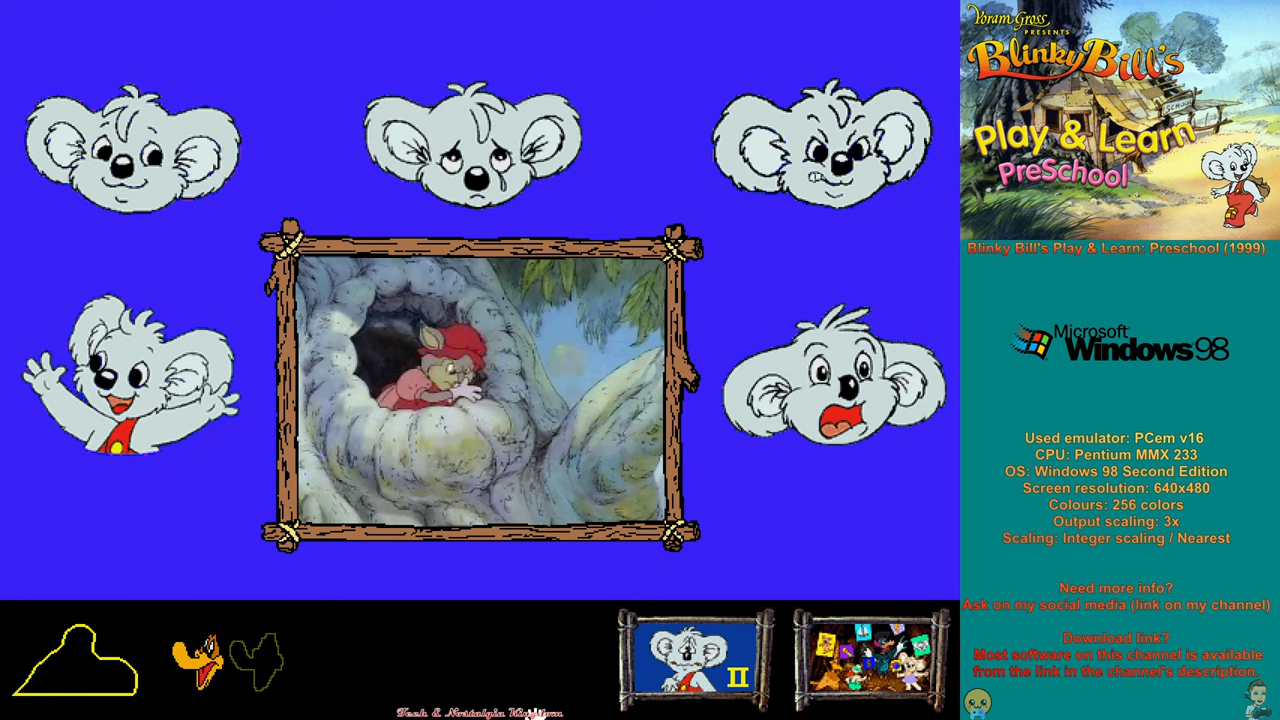 Yoram Gross
PRESENTS
Blinky Bill's
SCHOOL
Play & Learn
PreSchool
Blinky Bill's Play & Learn: Preschool (1999)
Microsoft
Windows 98
Used emulator: PCem v16
CPU: Pentium MMX 233
OS: Windows 98 Second Edition
Screen resolution: 640x480
Colours: 256 colors
Output scaling: 3x
Scaling: Integer scaling / Nearest
Need more info?
Ask on my social media (link on my channel)
Download link?
Most software on this channel is available
from the link in the channel's description.
II
Tech & Nostalgia Kingdom